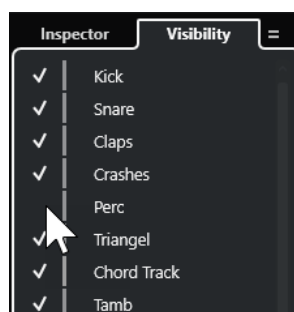 Inspector Visibility
Kick
Snare
Claps
Crashes
Perc
Triangel
Chord Track
Tamb